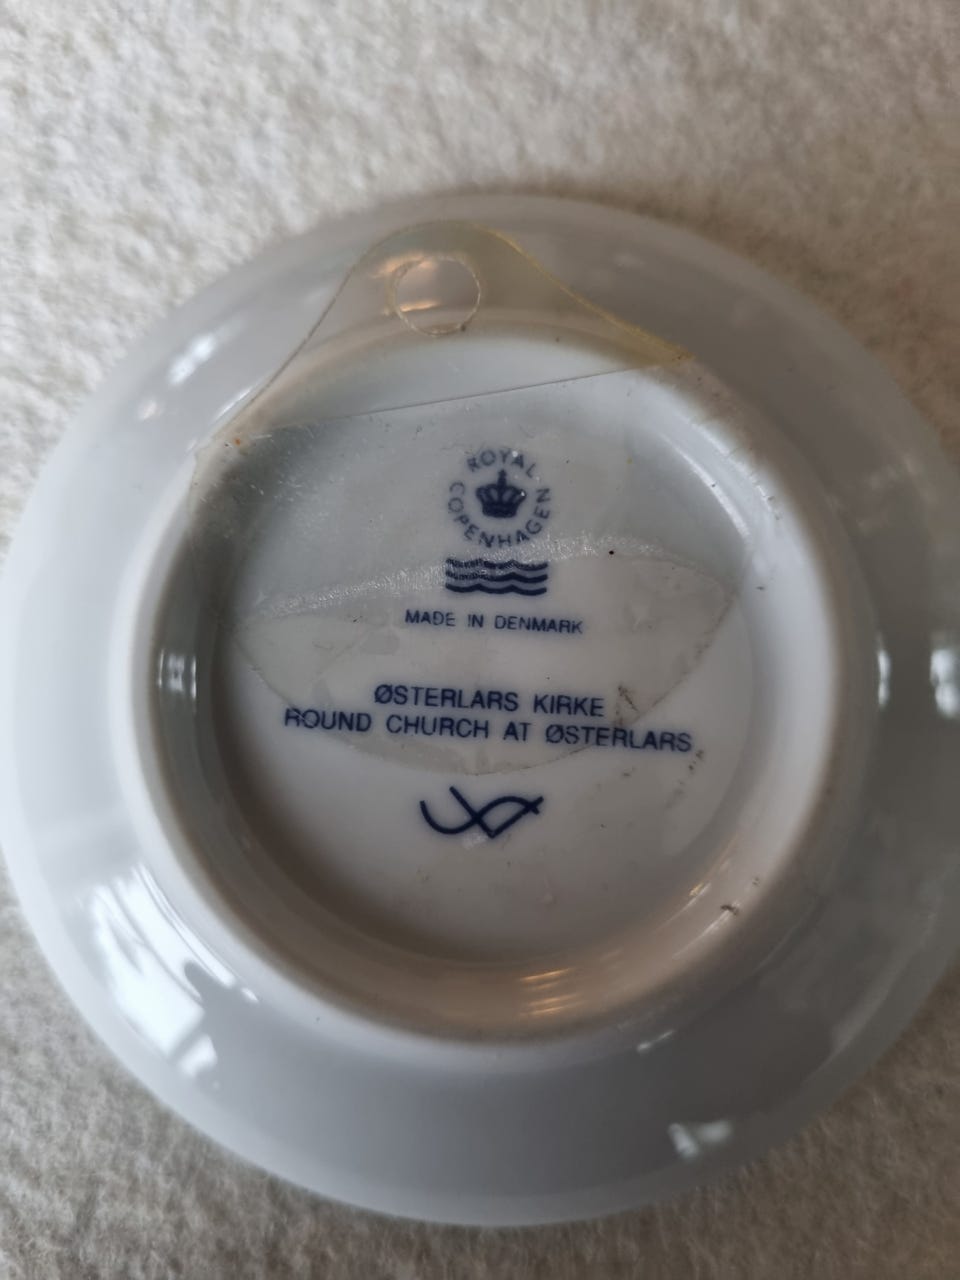 ROYAL
COPENHAGEN
MADE IN DENMARK
ØSTERLARS KIRKE
ROUND CHURCH AT ØSTERLARS